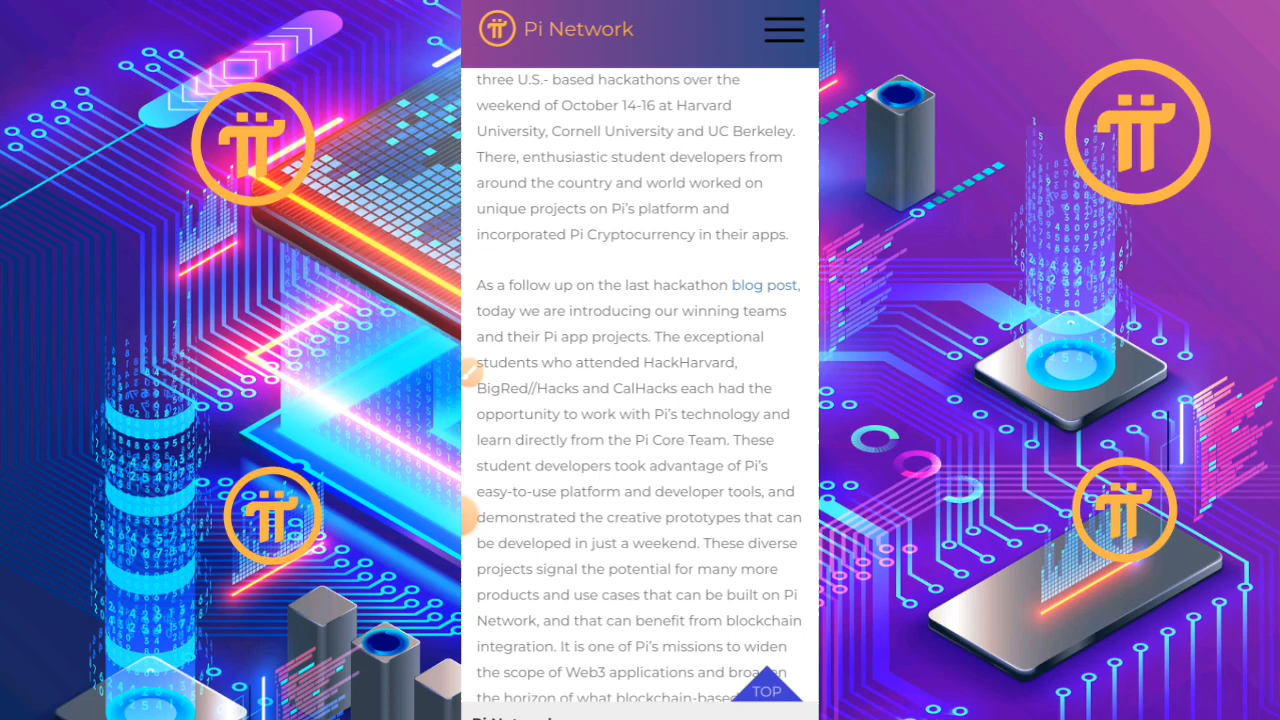 Pi Network
three U.S.- based hackathons over the
weekend of October 14-16 at Harvard
University, Cornell University and UC Berkeley.
There, enthusiastic student developers from
around the country and world worked on
unique projects on Pi’s platform and
incorporated Pi Cryptocurrency in their apps.
As a follow up on the last hackathon blog post,
today we are introducing our winning teams
and their Pi app projects. The exceptional
students who attended HackHarvard,
BigRed//Hacks and CalHacks each had the
opportunity to work with Pi’s technology and
learn directly from the Pi Core Team. These
student developers took advantage of Pi’s
easy-to-use platform and developer tools, and
demonstrated the creative prototypes that can
be developed in just a weekend. These diverse
projects signal the potential for many more
products and use cases that can be built on Pi
Network, and that can benefit from blockchain
integration. It is one of Pi’s missions to widen
the scope of Web3 applications and broaden
the horizon of what blockchain-based
TOP